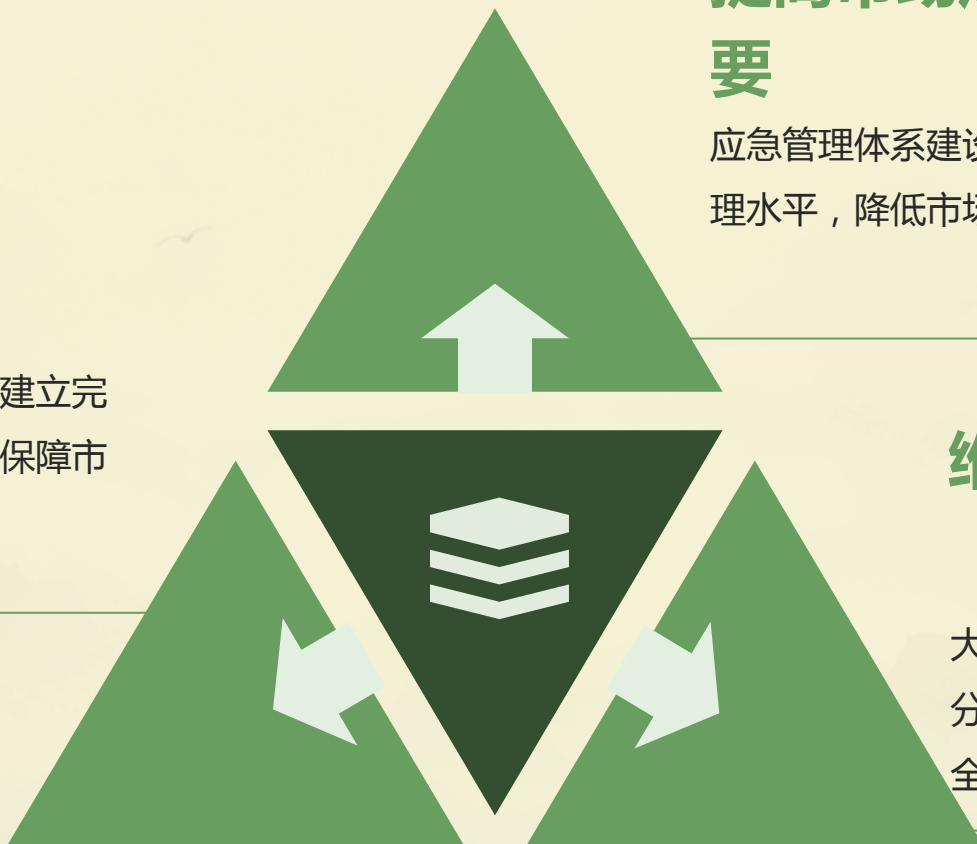 要
应急管理体系建设
理水平，降低市场
建立完
保障市
维
大
分
全